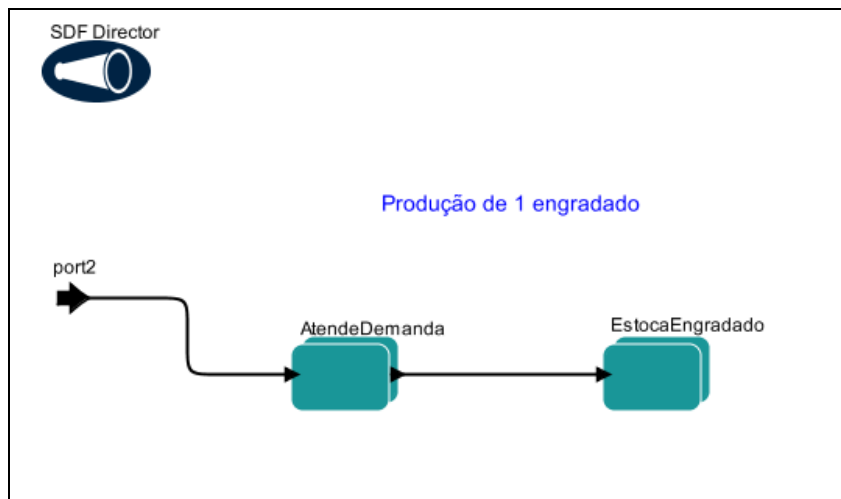 SDF Director
Produção de 1 engradado
port2
AtendeDemanda
EstocaEngradado